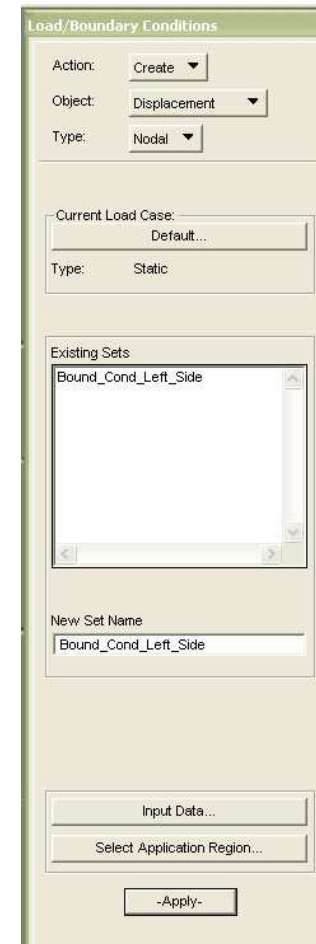 Load/Boundary Conditions
Action: Create
Object: Displacement
Type: Nodal
Current Load Case:
Default...
Type: Static
Existing Sets
Bound_Cond_Left_Side
New Set Name
Bound_Cond_Left_Side
Input Data...
Select Application Region...
-Apply-